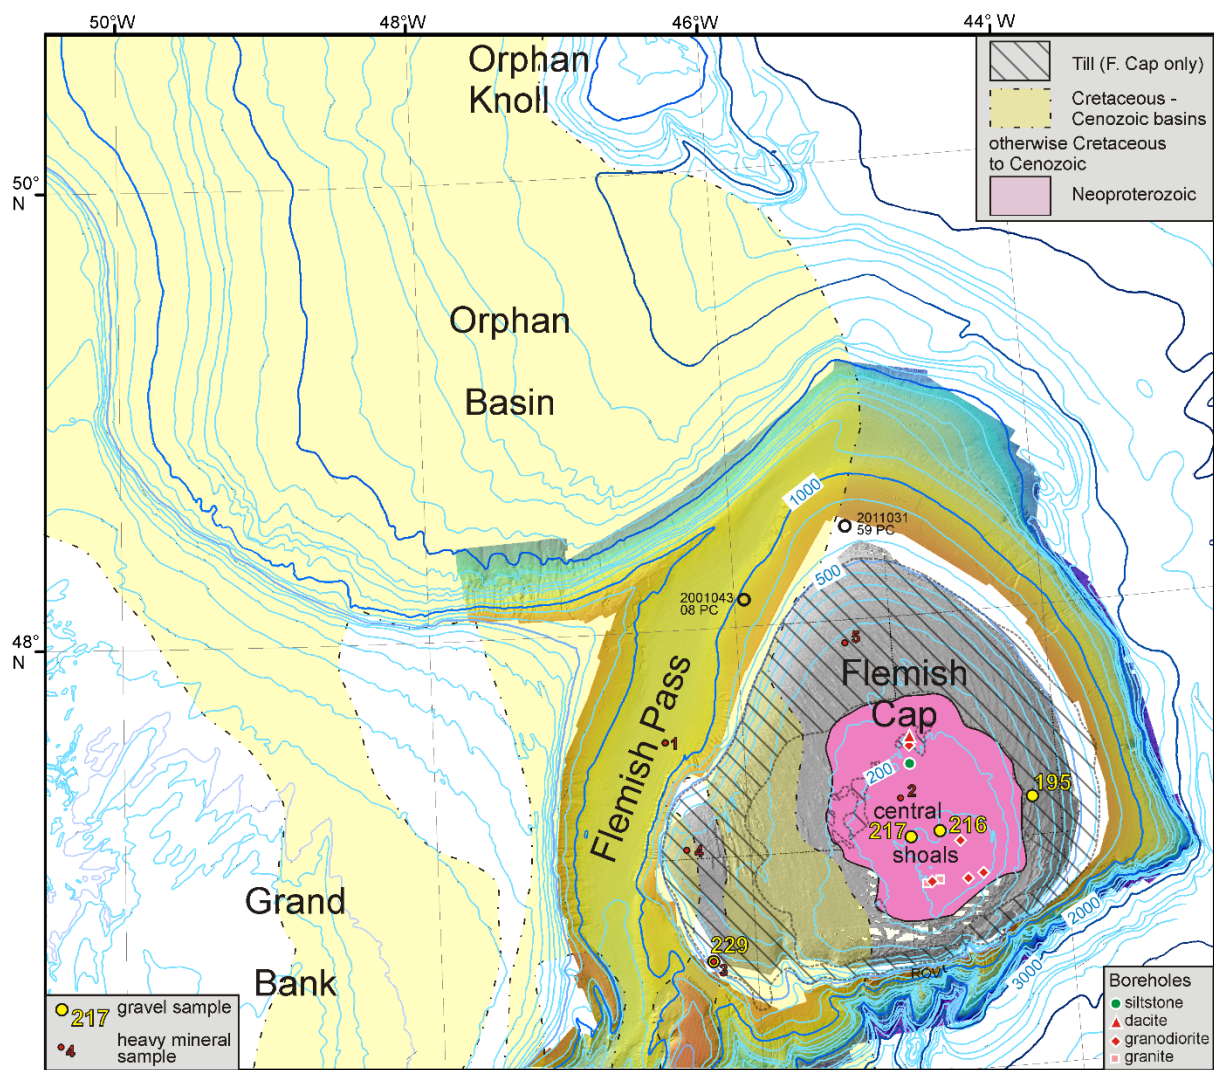 50°W
48°W
46°W
44°W
Orphan
Knoll
Till (F. Cap only)
Cretaceous -
Cenozoic basins
otherwise Cretaceous
to Cenozoic
Neoproterozoic
50°
N
Orphan
Basin
1000
2011031
59 PC
500
2001043
08 PC
48°
N
5
Flemish
Cap
Flemish Pass
1
200
2
195
central
217
216
shoals
4
Grand
Bank
229
3
ROV
2000
3000
217
gravel sample
4
heavy mineral
sample
Boreholes
siltstone
dacite
granodiorite
granite